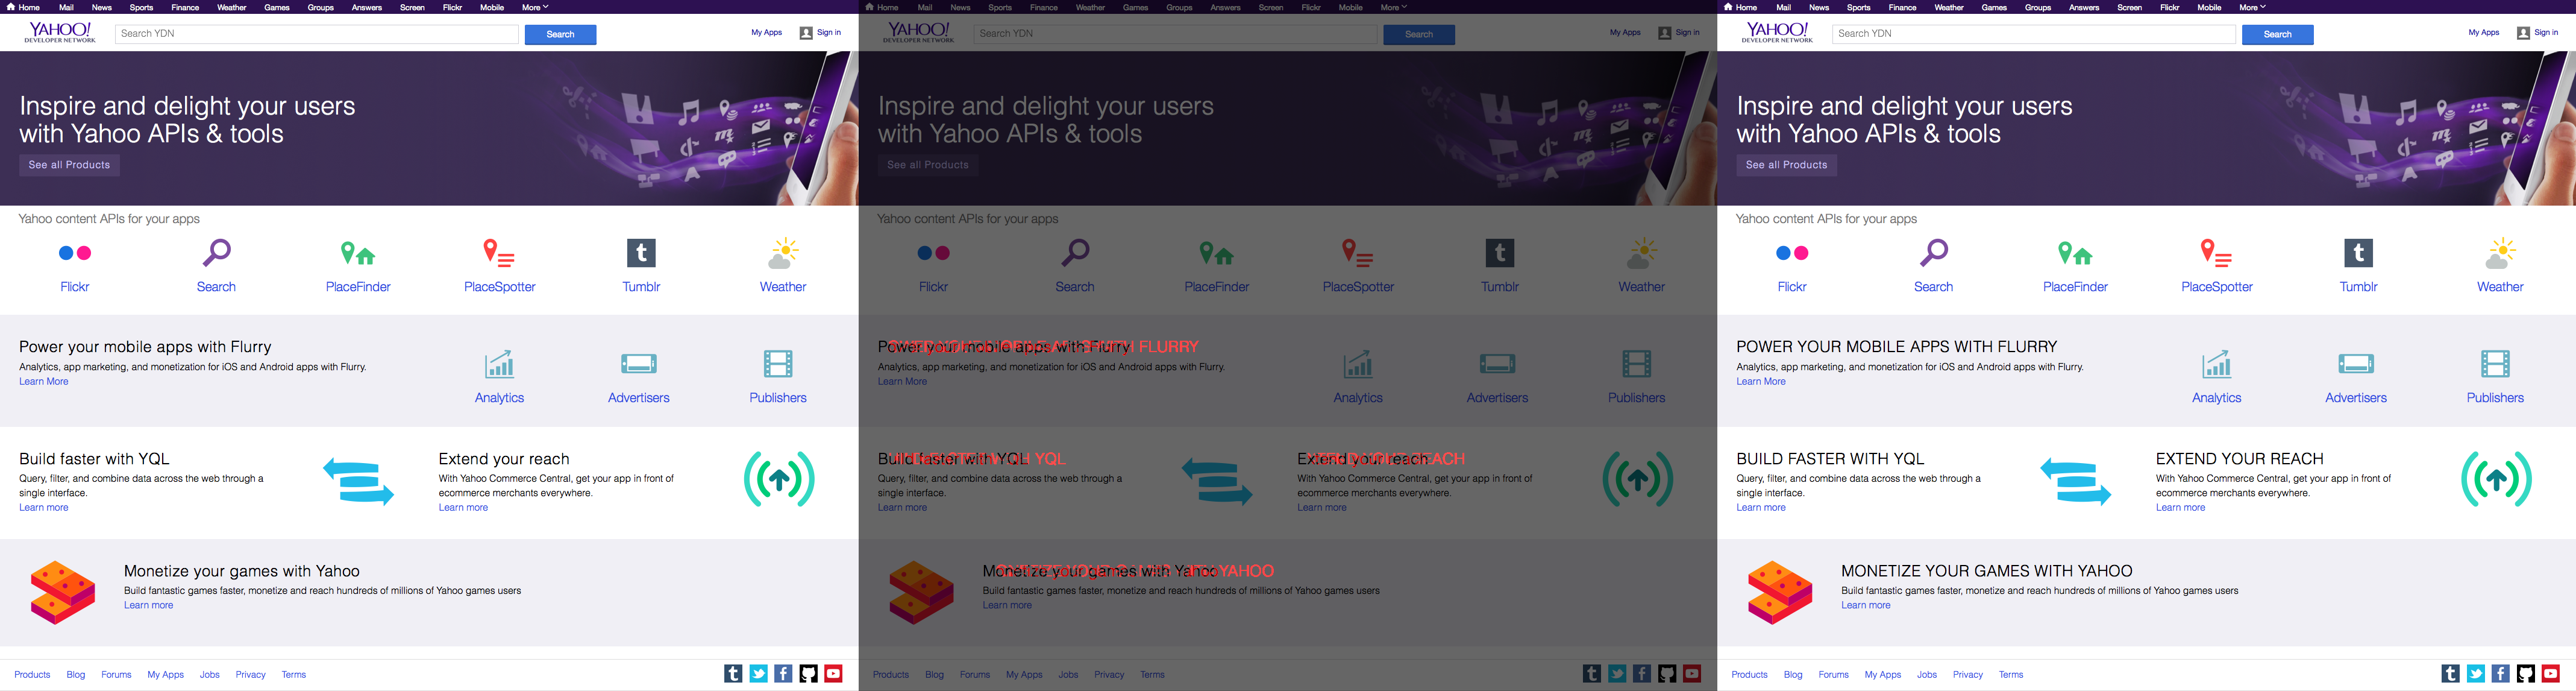 Home Mail News Sports Finance Weather Games Groups Answers Screen Flickr Mobile More
YAHOO!
DEVELOPER NETWORK
Search YDN
Search
My Apps
Sign in
Inspire and delight your users
with Yahoo APIs & tools
See all Products
Yahoo content APIs for your apps
Flickr Search PlaceFinder PlaceSpotter Tumblr Weather
Power your mobile apps with Flurry
Analytics, app marketing, and monetization for iOS and Android apps with Flurry.
Learn More
Analytics Advertisers Publishers
Build faster with YQL
Query, filter, and combine data across the web through a
single interface.
Learn more
Extend your reach
With Yahoo Commerce Central, get your app in front of
ecommerce merchants everywhere.
Learn more
Monetize your games with Yahoo
Build fantastic games faster, monetize and reach hundreds of millions of Yahoo games users
Learn more
Products Blog Forums My Apps Jobs Privacy Terms
Home Mail News Sports Finance Weather Games Groups Answers Screen Flickr Mobile More
YAHOO!
DEVELOPER NETWORK
Search YDN
Search
My Apps
Sign in
Inspire and delight your users
with Yahoo APIs & tools
See all Products
Yahoo content APIs for your apps
Flickr Search PlaceFinder PlaceSpotter Tumblr Weather
Power your mobile apps with Flurry
FLURRY
Analytics, app marketing, and monetization for iOS and Android apps with Flurry.
Learn More
Analytics Advertisers Publishers
Build faster with YQL
YQL
Query, filter, and combine data across the web through a
single interface.
Learn more
Extend your reach
With Yahoo Commerce Central, get your app in front of
ecommerce merchants everywhere.
Learn more
Monetize your games with Yahoo
YAHOO
Build fantastic games faster, monetize and reach hundreds of millions of Yahoo games users
Learn more
Products Blog Forums My Apps Jobs Privacy Terms
Home Mail News Sports Finance Weather Games Groups Answers Screen Flickr Mobile More
YAHOO!
DEVELOPER NETWORK
Search YDN
Search
My Apps
Sign in
Inspire and delight your users
with Yahoo APIs & tools
See all Products
Yahoo content APIs for your apps
Flickr Search PlaceFinder PlaceSpotter Tumblr Weather
POWER YOUR MOBILE APPS WITH FLURRY
Analytics, app marketing, and monetization for iOS and Android apps with Flurry.
Learn More
Analytics Advertisers Publishers
BUILD FASTER WITH YQL
Query, filter, and combine data across the web through a
single interface.
Learn more
EXTEND YOUR REACH
With Yahoo Commerce Central, get your app in front of
ecommerce merchants everywhere.
Learn more
MONETIZE YOUR GAMES WITH YAHOO
Build fantastic games faster, monetize and reach hundreds of millions of Yahoo games users
Learn more
Products Blog Forums My Apps Jobs Privacy Terms